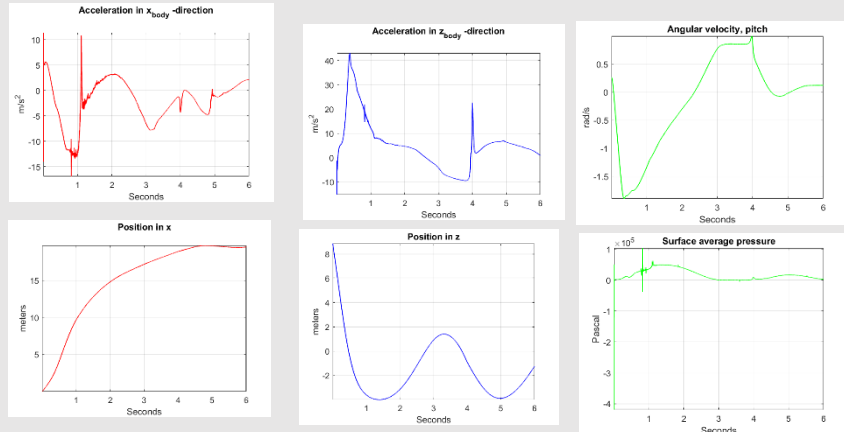 Acceleration in x_body -direction
10
5
0
-5
-10
-15
m/s²
0 1 2 3 4 5 6
Seconds
Acceleration in z_body -direction
40
30
20
10
0
-10
m/s²
1 2 3 4 5 6
Seconds
Angular velocity, pitch
0.5
0
-0.5
-1
-1.5
rad/s
1 2 3 4 5 6
Seconds
Position in x
15
10
5
meters
0 1 2 3 4 5 6
Seconds
Position in z
8
6
4
2
0
-2
meters
1 2 3 4 5 6
Seconds
Surface average pressure
× 10⁵
1
0
-1
-2
-3
-4
Pascal
1 2 3 4 5 6
Seconds